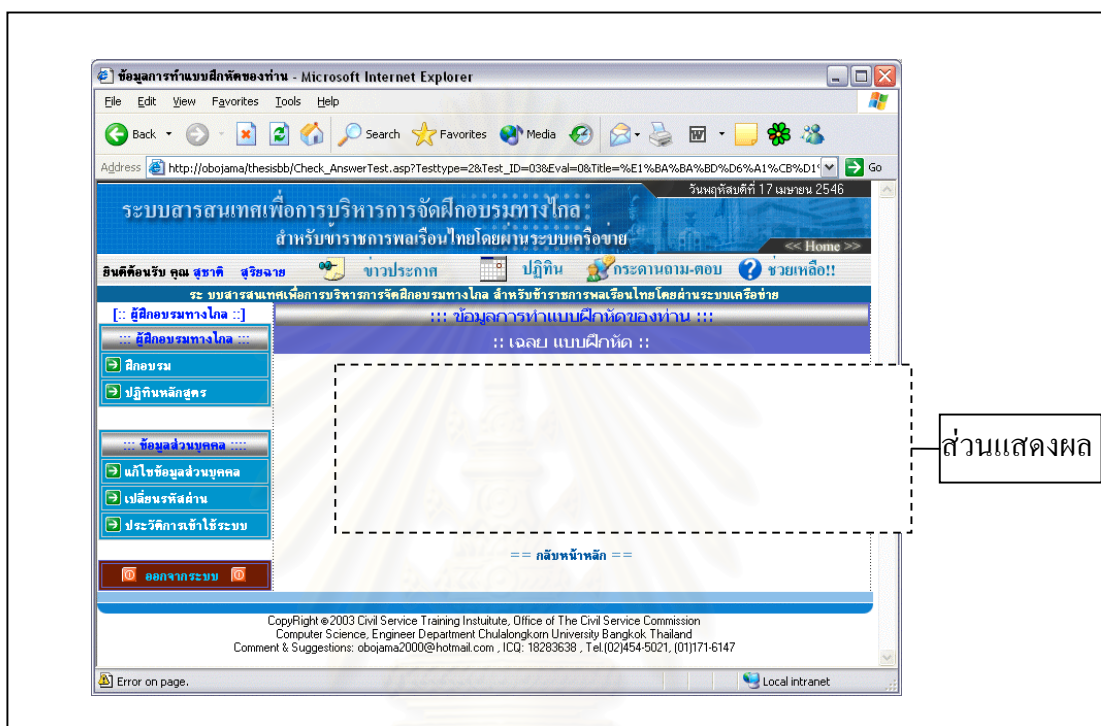 ข้อมูลการทำแบบฝึกหัดของท่าน - Microsoft Internet Explorer
File Edit View Favorites Tools Help
Back Search Favorites Media
Address http://obojama/thesisbb/Check_AnswerTest.asp?Testtype=2&Test_ID=03&Eval=0&Title=%E1%BA%BA%BD%D6%A1%CB%D1 Go
วันพฤหัสบดีที่ 17 เมษายน 2546
ระบบสารสนเทศเพื่อการบริหารการจัดฝึกอบรมทางไกล
สำหรับข้าราชการพลเรือนไทยโดยผ่านระบบเครือข่าย
<< Home >>
ยินดีต้อนรับ คุณ สุชาติ สุริยฉาย ข่าวประกาศ ปฏิทิน กระดานถาม-ตอบ ช่วยเหลือ!!
ระ บบสารสนเทศเพื่อการบริหารการจัดฝึกอบรมทางไกล สำหรับข้าราชการพลเรือนไทยโดยผ่านระบบเครือข่าย
[:: ผู้ฝึกอบรมทางไกล ::]
::: ข้อมูลการทำแบบฝึกหัดของท่าน :::
::: ผู้ฝึกอบรมทางไกล :::
:: เฉลย แบบฝึกหัด ::
ฝึกอบรม
ปฏิทินหลักสูตร
::: ข้อมูลส่วนบุคคล ::::
แก้ไขข้อมูลส่วนบุคคล
เปลี่ยนรหัสผ่าน
ประวัติการเข้าใช้ระบบ
ส่วนแสดงผล
== กลับหน้าหลัก ==
ออกจากระบบ
CopyRight @ 2003 Civil Service Training Instuitute, Office of The Civil Service Commission
Computer Science, Engineer Department Chulalongkorn University Bangkok Thailand
Comment & Suggestions: obojama2000@hotmail.com , ICQ: 18283638 , Tel.(02)454-5021, (01)171-6147
Error on page. Local intranet